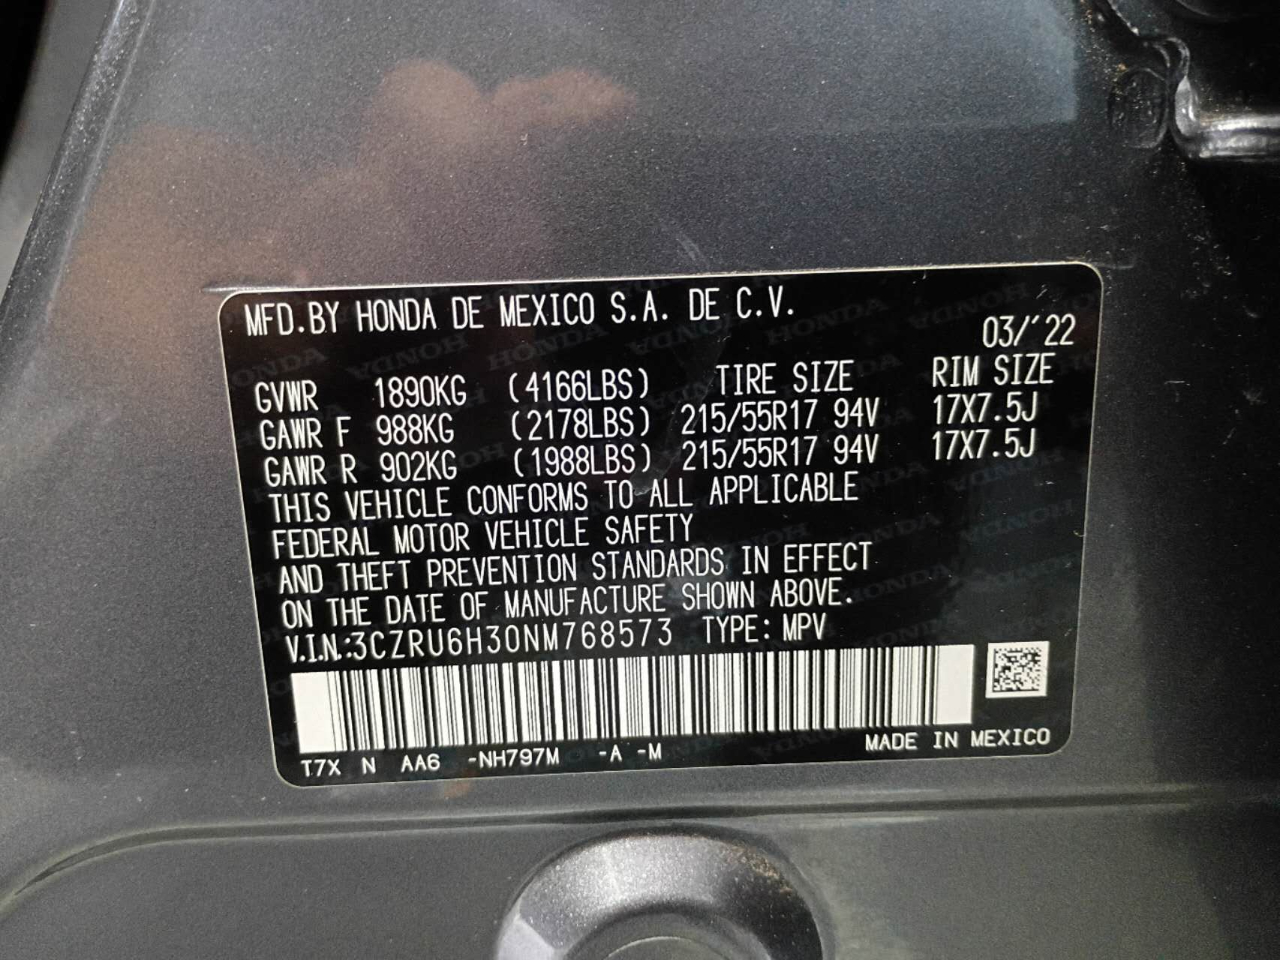 MFD.BY HONDA DE MEXICO S.A. DE C.V.
03/'22
GVWR 1890KG (4166LBS) TIRE SIZE RIM SIZE
GAWR F 988KG (2178LBS) 215/55R17 94V 17X7.5J
GAWR R 902KG (1988LBS) 215/55R17 94V 17X7.5J
THIS VEHICLE CONFORMS TO ALL APPLICABLE
FEDERAL MOTOR VEHICLE SAFETY
AND THEFT PREVENTION STANDARDS IN EFFECT
ON THE DATE OF MANUFACTURE SHOWN ABOVE.
V.I.N.:3CZRU6H30NM768573 TYPE: MPV
T7X N AA6 -NH797M -A -M MADE IN MEXICO